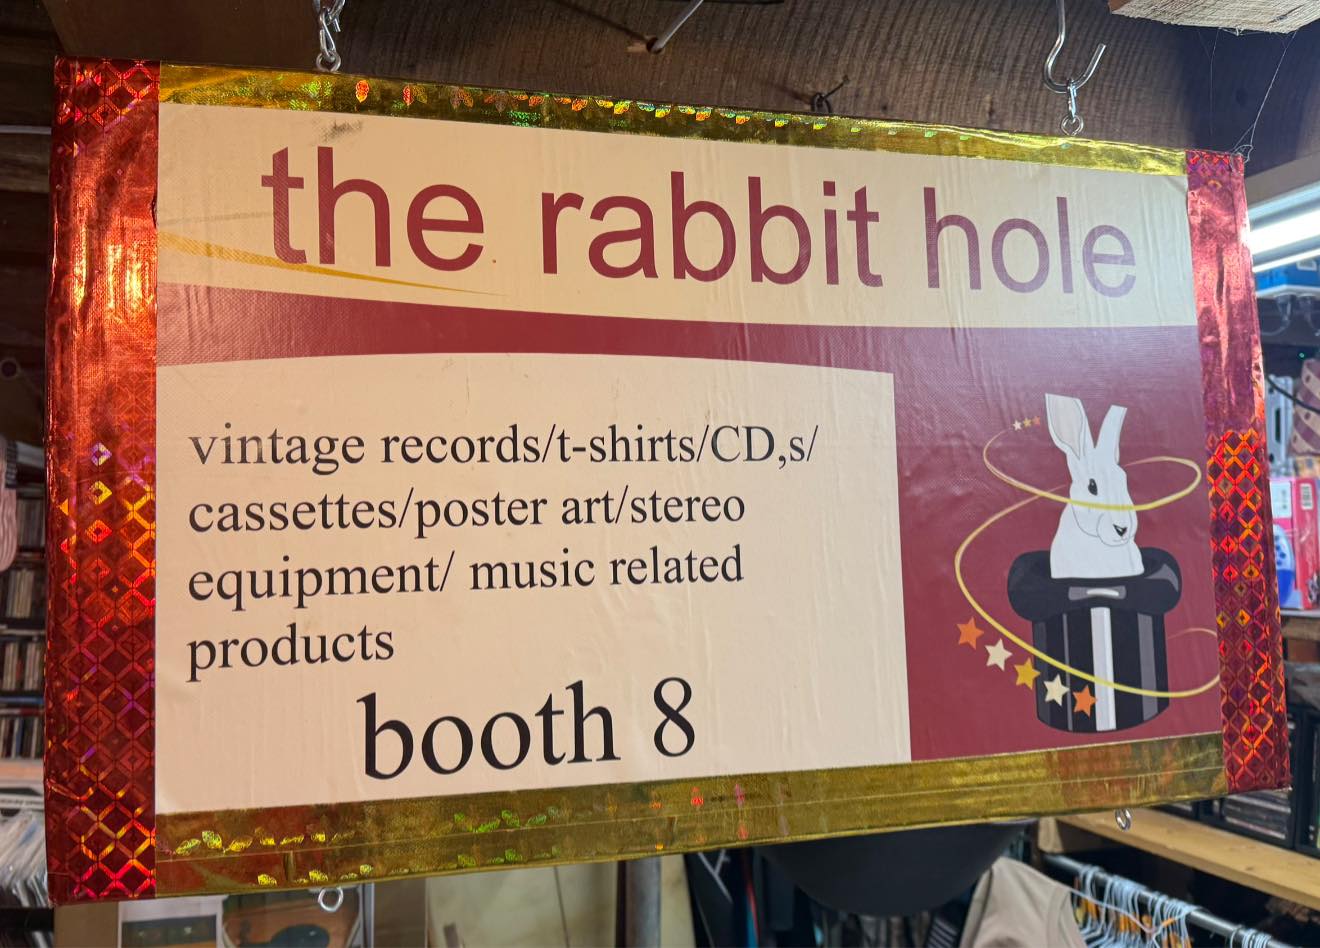 the rabbit hole
vintage records/t-shirts/CD,s/
cassettes/poster art/stereo
equipment/ music related
products
booth 8